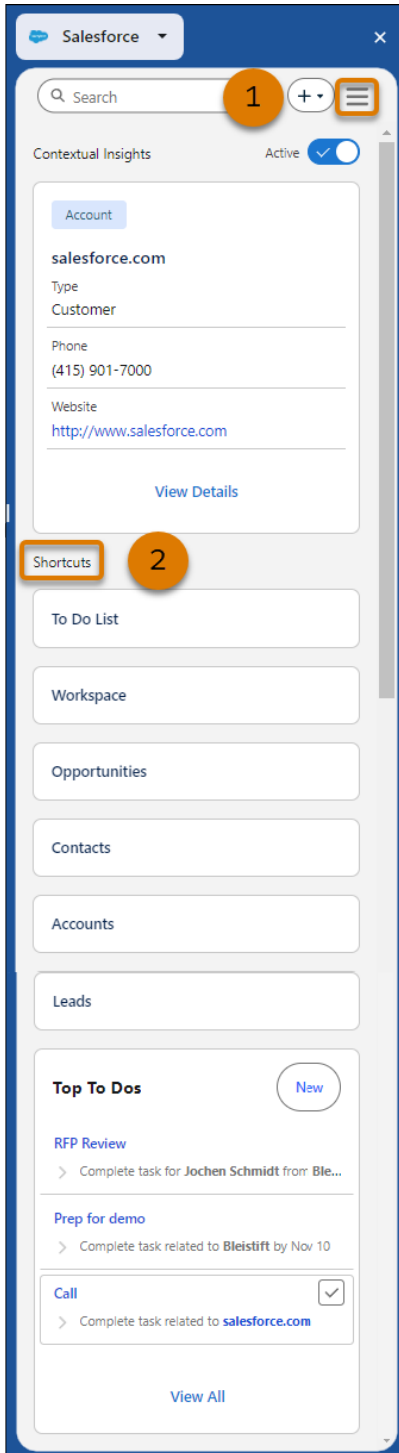 Salesforce
Search
1
Contextual Insights
Active
Account
salesforce.com
Type
Customer
Phone
(415) 901-7000
Website
http://www.salesforce.com
View Details
Shortcuts
2
To Do List
Workspace
Opportunities
Contacts
Accounts
Leads
Top To Dos
New
RFP Review
Complete task for Jochen Schmidt from Ble...
Prep for demo
Complete task related to Bleistift by Nov 10
Call
Complete task related to salesforce.com
View All